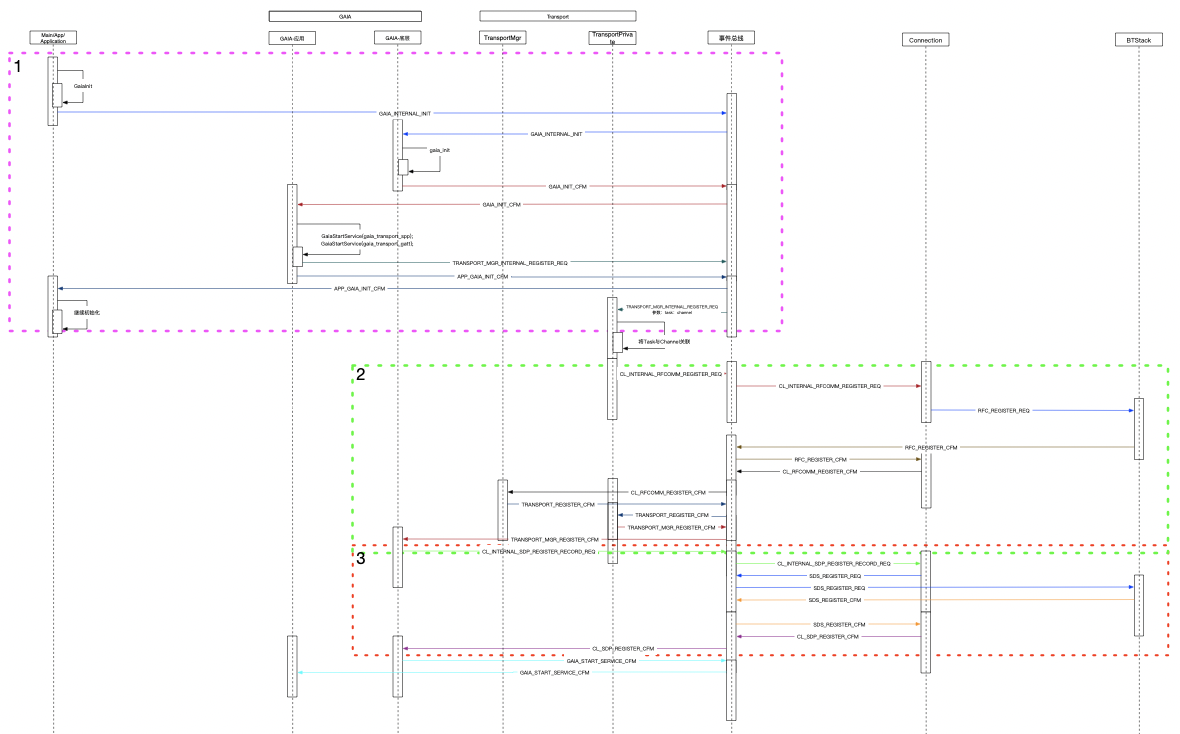 GAIA
Transport
Main/App/
Application
GAIA-应用
GAIA-底层
TransportMgr
TransportPriva
te
事件总线
Connection
BTStack
1
GaiaInit
GAIA_INTERNAL_INIT
GAIA_INTERNAL_INIT
gaia_init
GAIA_INIT_CFM
GAIA_INIT_CFM
GaiaStartService(gaia_transport_spp);
GaiaStartService(gaia_transport_gatt);
TRANSPORT_MGR_INTERNAL_REGISTER_REQ
APP_GAIA_INIT_CFM
APP_GAIA_INIT_CFM
继续初始化
TRANSPORT_MGR_INTERNAL_REGISTER_REQ
参数：task；channel
将Task与Channel关联
2
CL_INTERNAL_RFCOMM_REGISTER_REQ
CL_INTERNAL_RFCOMM_REGISTER_REQ
RFC_REGISTER_REQ
RFC_REGISTER_CFM
RFC_REGISTER_CFM
CL_RFCOMM_REGISTER_CFM
CL_RFCOMM_REGISTER_CFM
TRANSPORT_REGISTER_CFM
TRANSPORT_REGISTER_CFM
TRANSPORT_MGR_REGISTER_CFM
TRANSPORT_MGR_REGISTER_CFM
3
CL_INTERNAL_SDP_REGISTER_RECORD_REQ
CL_INTERNAL_SDP_REGISTER_RECORD_REQ
SDS_REGISTER_REQ
SDS_REGISTER_REQ
SDS_REGISTER_CFM
SDS_REGISTER_CFM
CL_SDP_REGISTER_CFM
CL_SDP_REGISTER_CFM
GAIA_START_SERVICE_CFM
GAIA_START_SERVICE_CFM